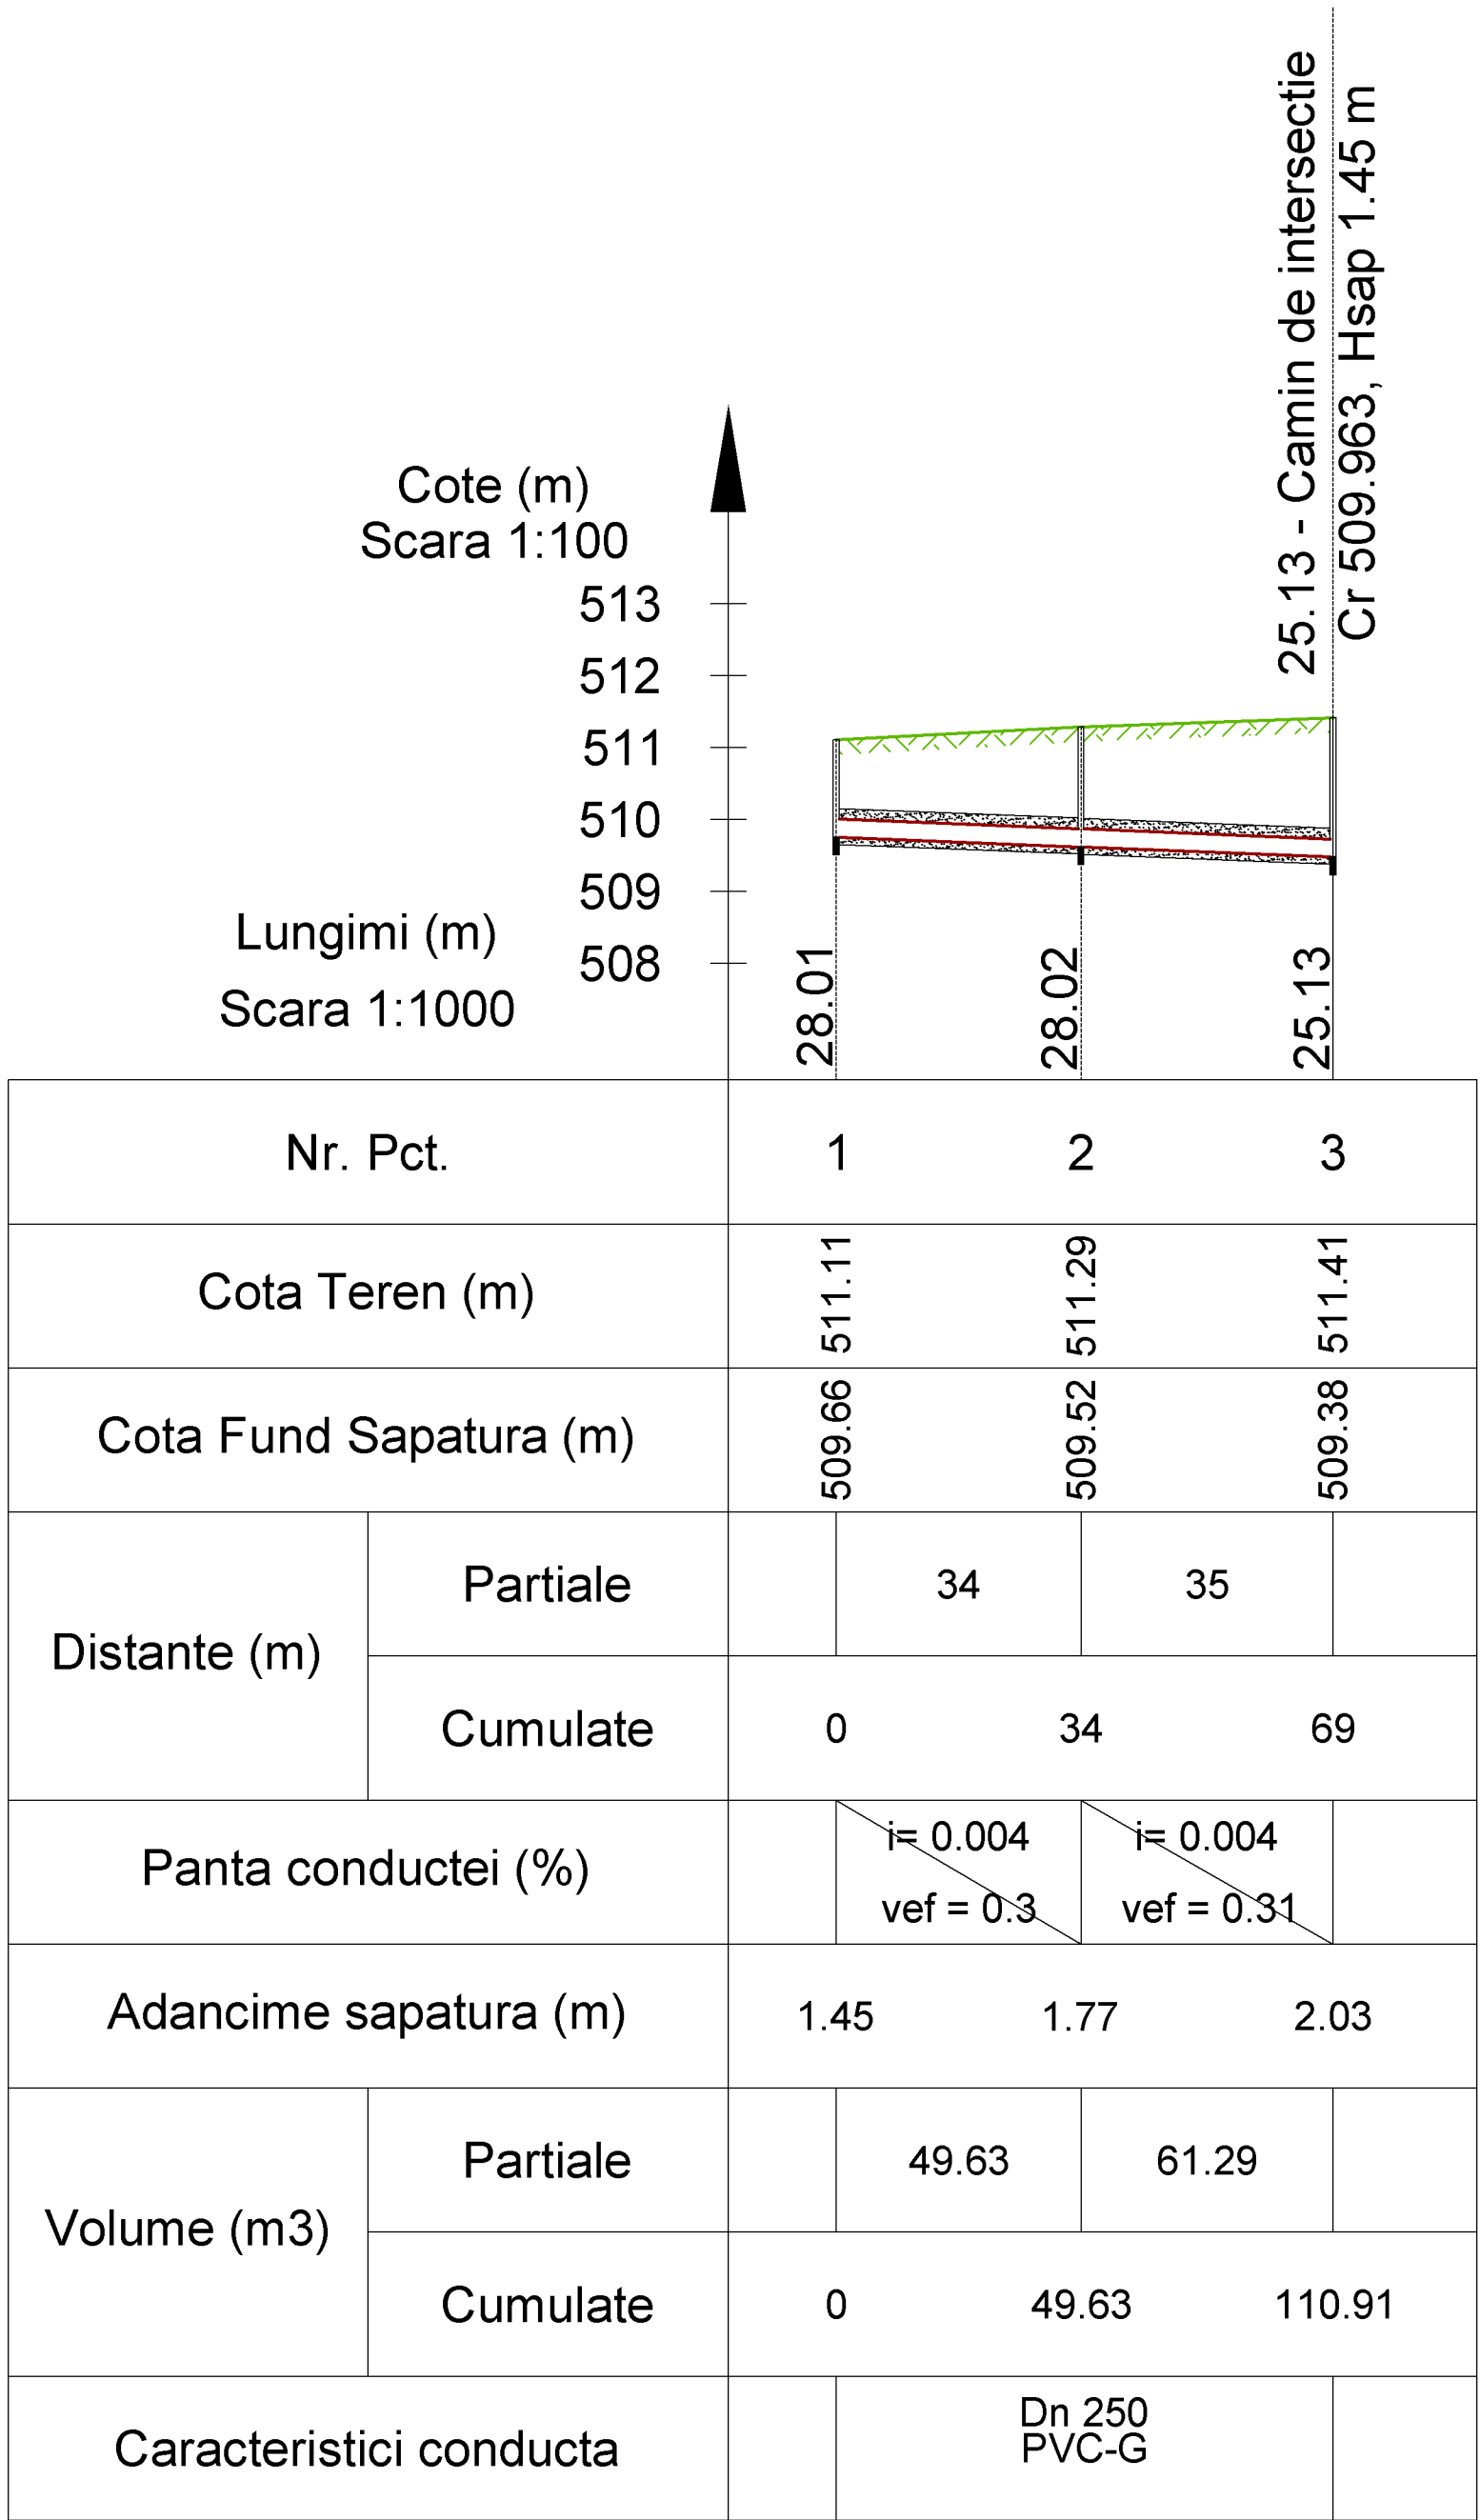 25.13 - Camin de intersectie
Cr 509.963, Hsap 1.45 m
Cote (m)
Scara 1:100
513
512
511
510
509
508
Lungimi (m)
Scara 1:1000
28.01
28.02
25.13
Nr. Pct.
1
2
3
Cota Teren (m)
511.11
511.29
511.41
Cota Fund Sapatura (m)
509.66
509.52
509.38
Distante (m)
Partiale
34
35
Cumulate
0
34
69
Panta conductei (%)
i= 0.004
vef = 0.3
i= 0.004
vef = 0.31
Adancime sapatura (m)
1.45
1.77
2.03
Volume (m3)
Partiale
49.63
61.29
Cumulate
0
49.63
110.91
Caracteristici conducta
Dn 250
PVC-G